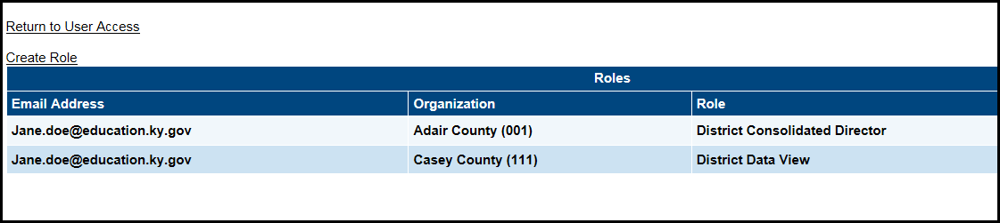 Return to User Access
Create Role
Roles
Email Address Organization Role
Jane.doe@education.ky.gov Adair County (001) District Consolidated Director
Jane.doe@education.ky.gov Casey County (111) District Data View